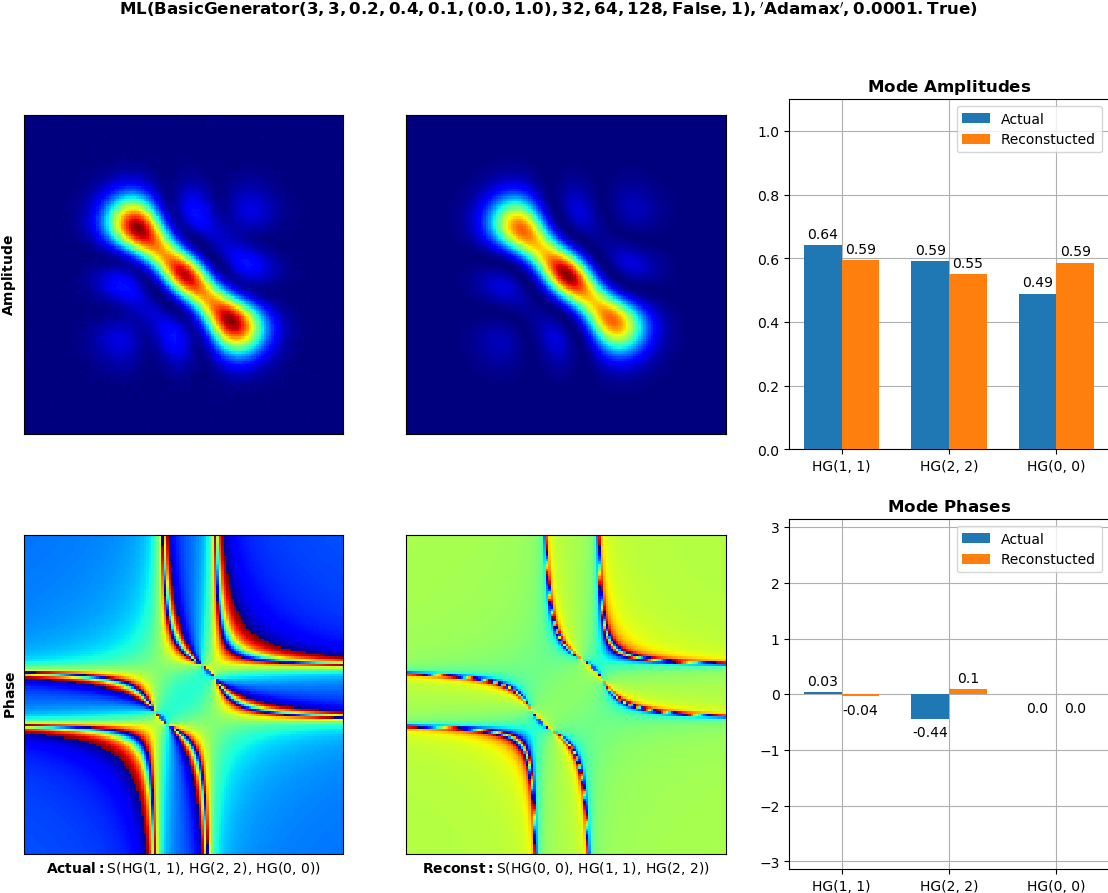 ML(BasicGenerator(3, 3, 0.2, 0.4, 0.1, (0.0, 1.0), 32, 64, 128, False, 1), ′Adamax′, 0.0001. True)
Amplitude
Mode Amplitudes
Actual
Reconstucted
1.0
0.8
0.6
0.4
0.2
0.0
0.64
0.59
0.59
0.55
0.49
0.59
HG(1, 1)
HG(2, 2)
HG(0, 0)
Phase
Actual: S(HG(1, 1), HG(2, 2), HG(0, 0))
Reconst: S(HG(0, 0), HG(1, 1), HG(2, 2))
Mode Phases
Actual
Reconstucted
3
2
1
0
−1
−2
−3
0.03
-0.04
-0.44
0.1
0.0
0.0
HG(1, 1)
HG(2, 2)
HG(0, 0)